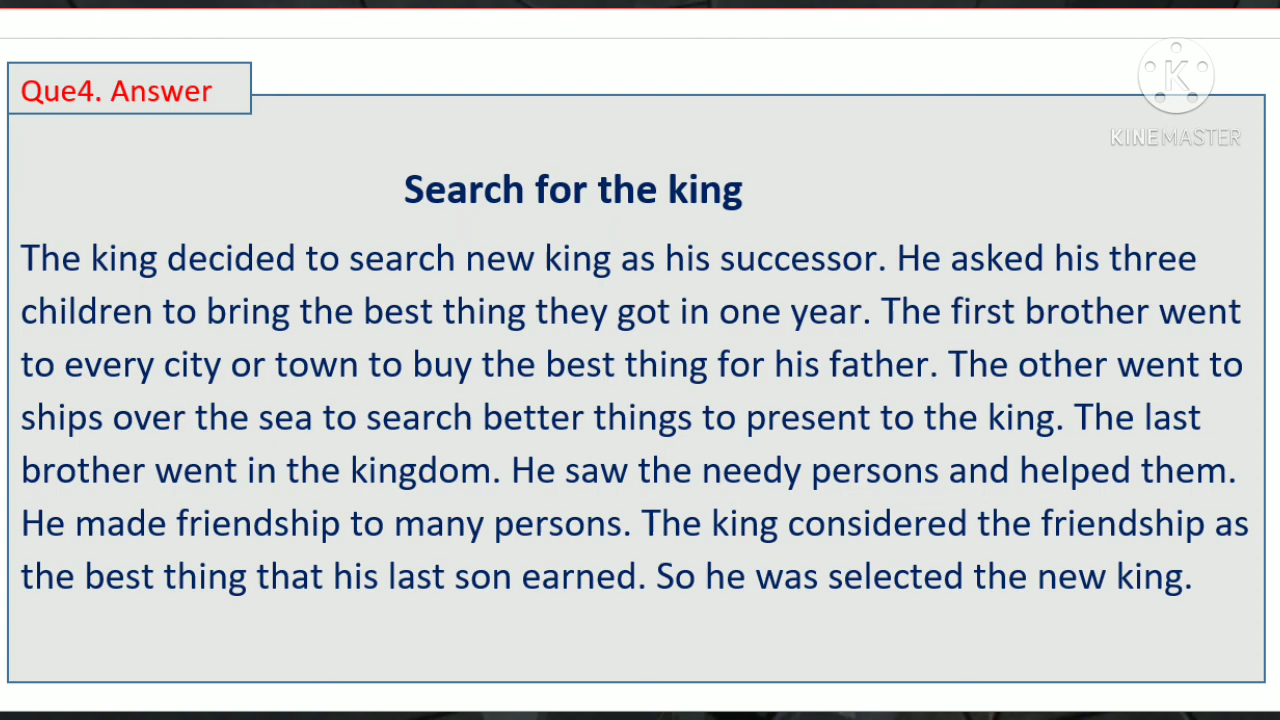 Que4. Answer
K
KINEMASTER
Search for the king
The king decided to search new king as his successor. He asked his three
children to bring the best thing they got in one year. The first brother went
to every city or town to buy the best thing for his father. The other went to
ships over the sea to search better things to present to the king. The last
brother went in the kingdom. He saw the needy persons and helped them.
He made friendship to many persons. The king considered the friendship as
the best thing that his last son earned. So he was selected the new king.